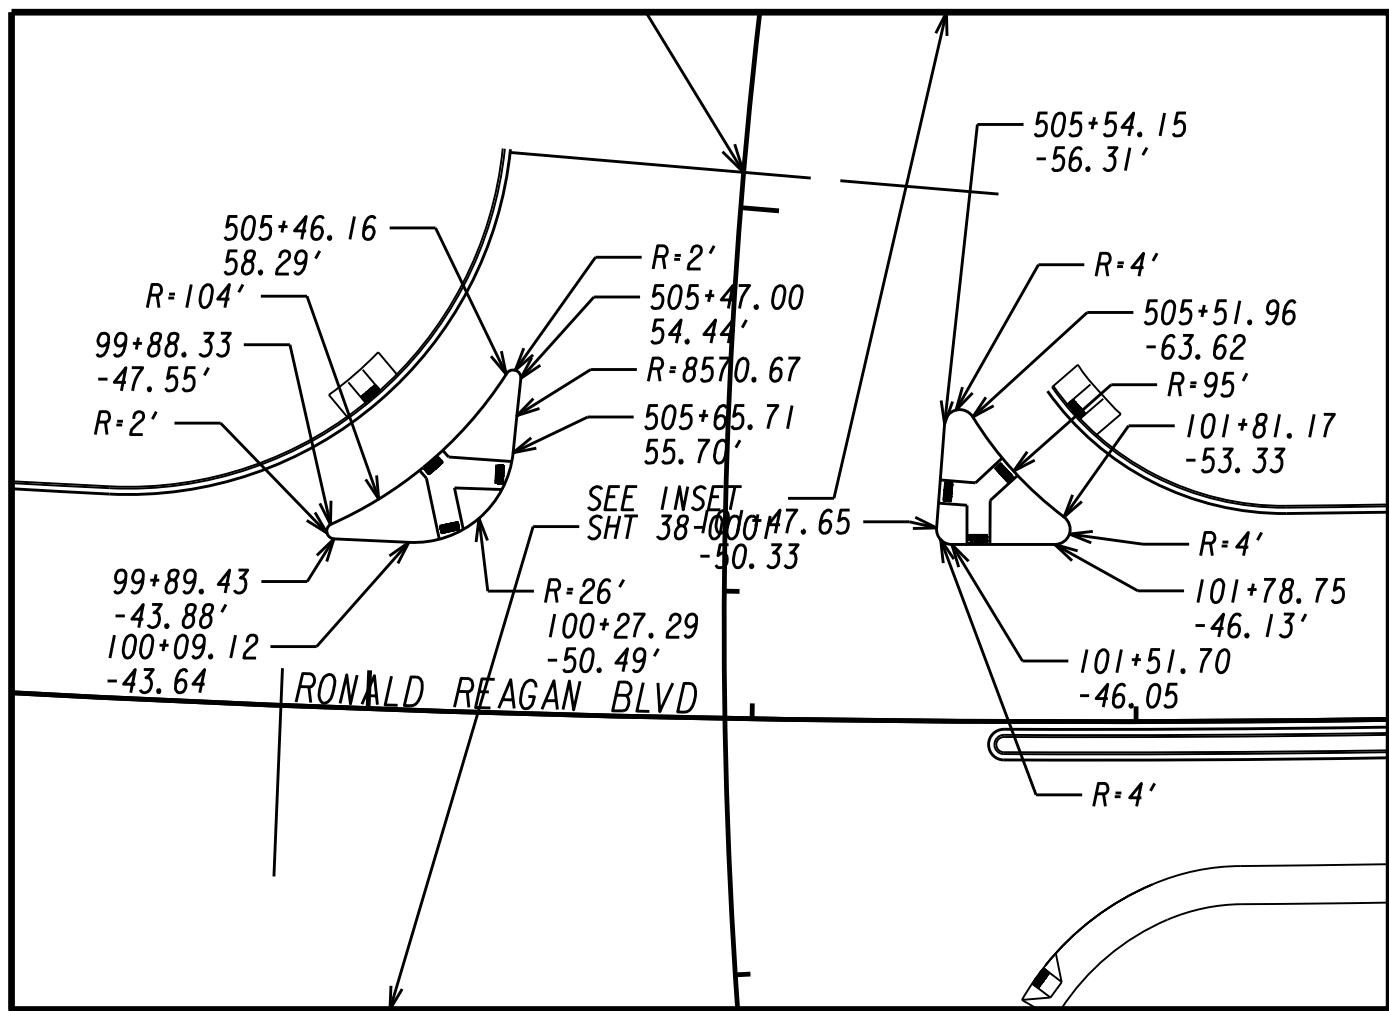 505+54.15
-56.31'
505+46.16
58.29'
R=2'
R=4'
R=104'
505+47.00
54.44'
505+51.96
-63.62
99+88.33
-47.55'
R=8570.67
R=95'
R=2'
505+65.71
55.70'
101+81.17
-53.33
SEE INSET
SHT 38-000
101+47.65
-50.33
R=4'
99+89.43
-43.88'
R=26'
100+27.29
-50.49'
101+78.75
-46.13'
100+09.12
-43.64
101+51.70
-46.05
RONALD REAGAN BLVD
R=4'